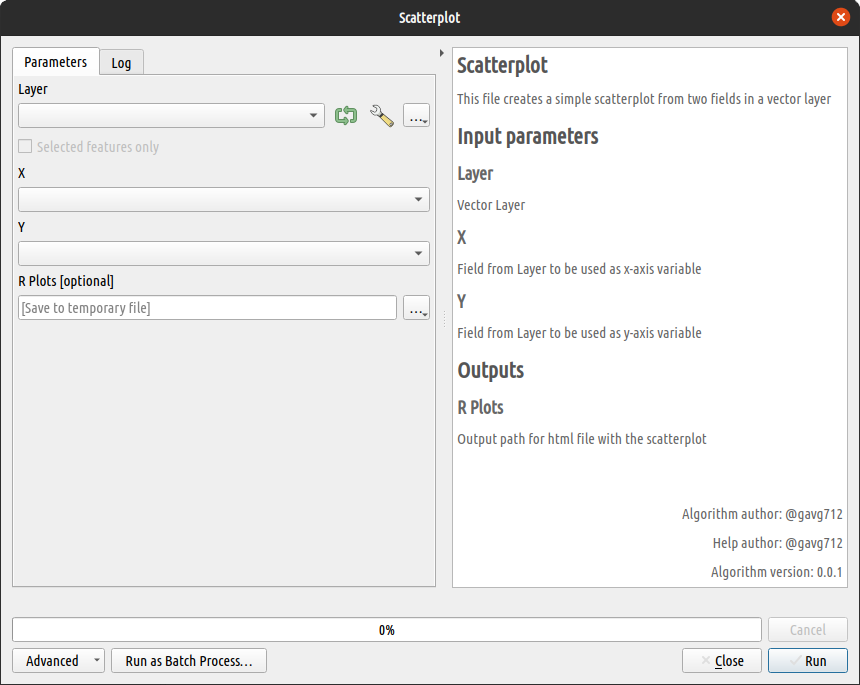 Scatterplot
Parameters
Log
Layer
...
Selected features only
X
Y
R Plots [optional]
[Save to temporary file]
...
Scatterplot
This file creates a simple scatterplot from two fields in a vector layer
Input parameters
Layer
Vector Layer
X
Field from Layer to be used as x-axis variable
Y
Field from Layer to be used as y-axis variable
Outputs
R Plots
Output path for html file with the scatterplot
Algorithm author: @gavg712
Help author: @gavg712
Algorithm version: 0.0.1
0%
Cancel
Advanced
Run as Batch Process...
Close
Run